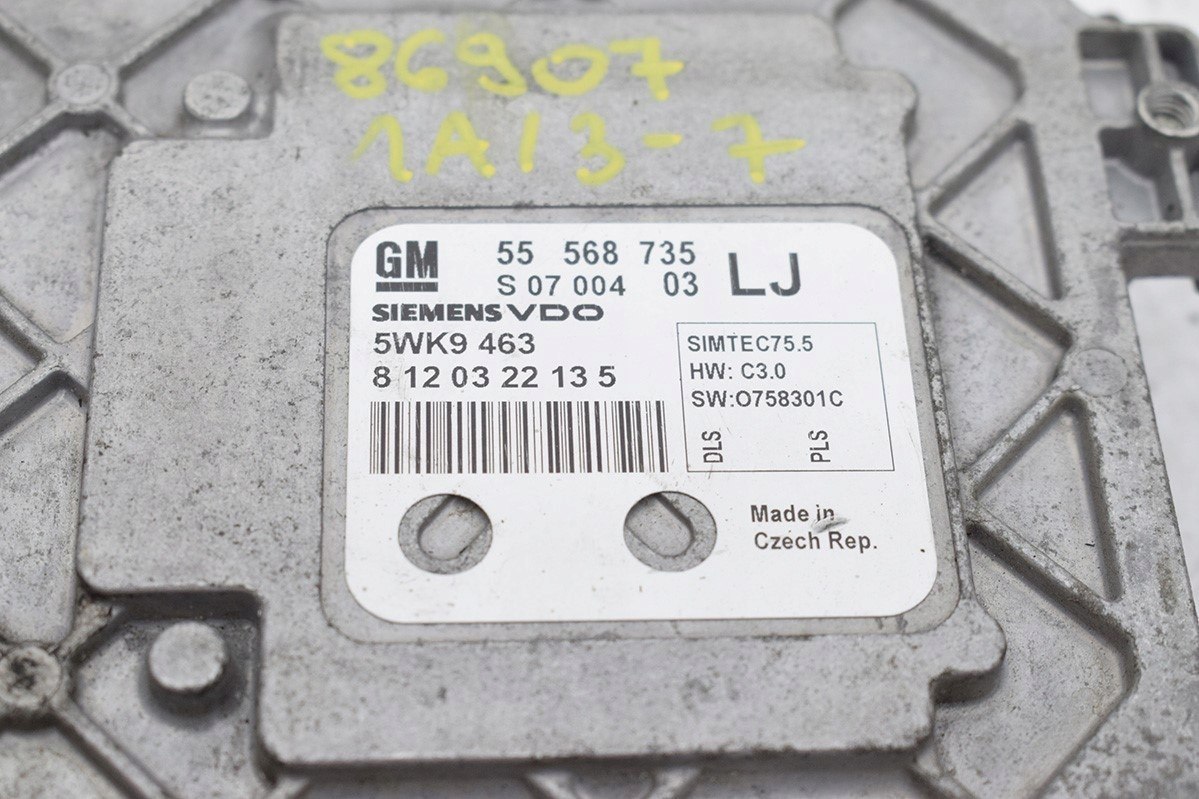 86907
1A13-7
GM 55 568 735 LJ
S 07 004 03
SIEMENS VDO
5WK9 463
8 12 03 22 13 5
SIMTEC75.5
HW: C3.0
SW:O758301C
DLS PLS
Made in
Czech Rep.